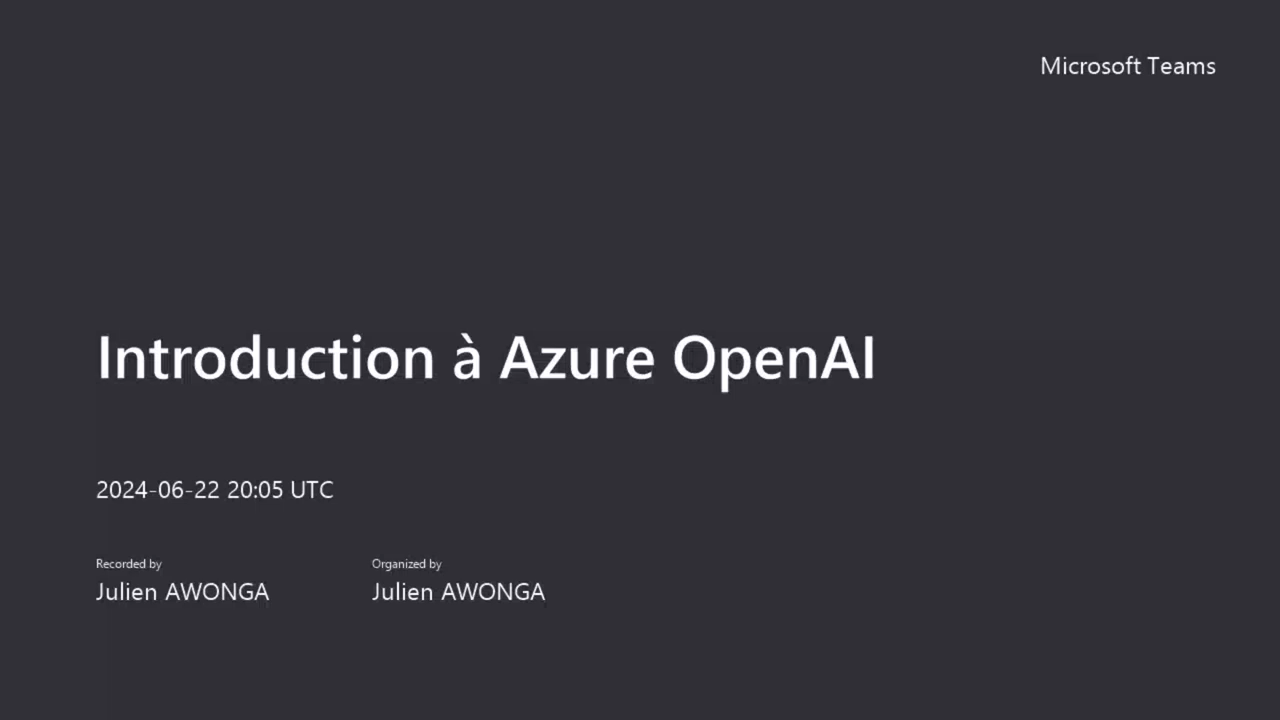 Microsoft Teams
Introduction à Azure OpenAI
2024-06-22 20:05 UTC
Recorded by
Julien AWONGA
Organized by
Julien AWONGA